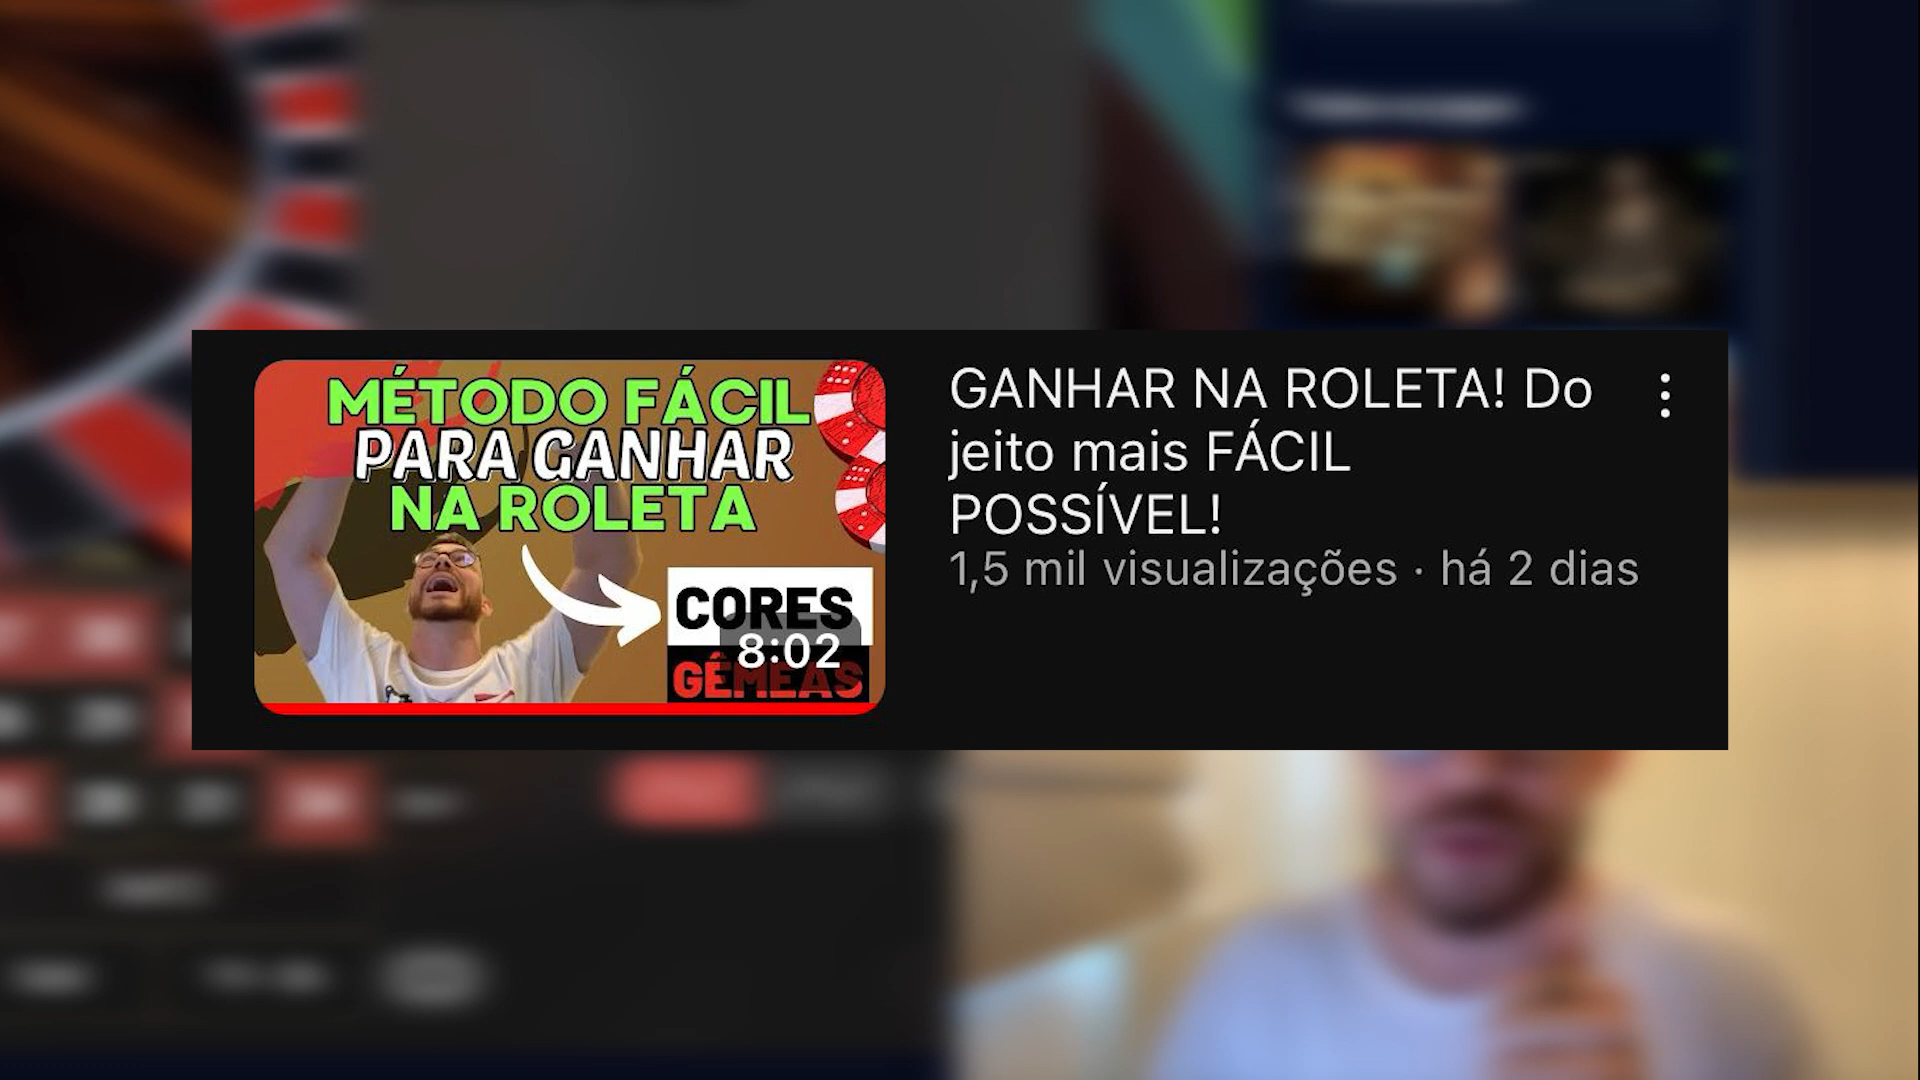 MÉTODO FÁCIL
PARA GANHAR
NA ROLETA
CORES
GÊMEAS
8:02
GANHAR NA ROLETA! Do
jeito mais FÁCIL
POSSÍVEL!
1,5 mil visualizações · há 2 dias